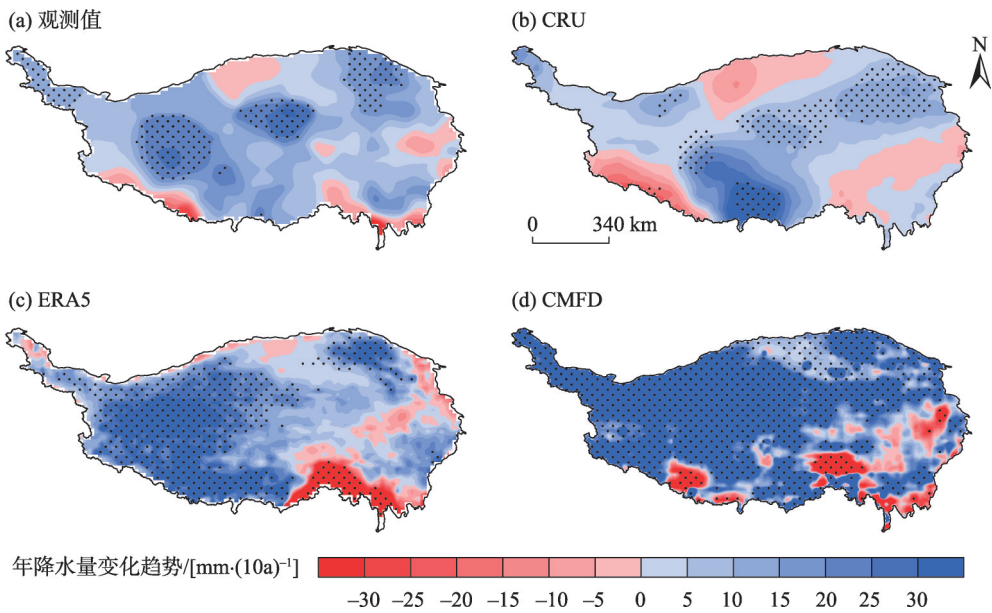 (a) 观测值
(b) CRU
N
0 340 km
(c) ERA5
(d) CMFD
年降水量变化趋势/[mm·(10a)⁻¹]
–30 –25 –20 –15 –10 –5 0 5 10 15 20 25 30